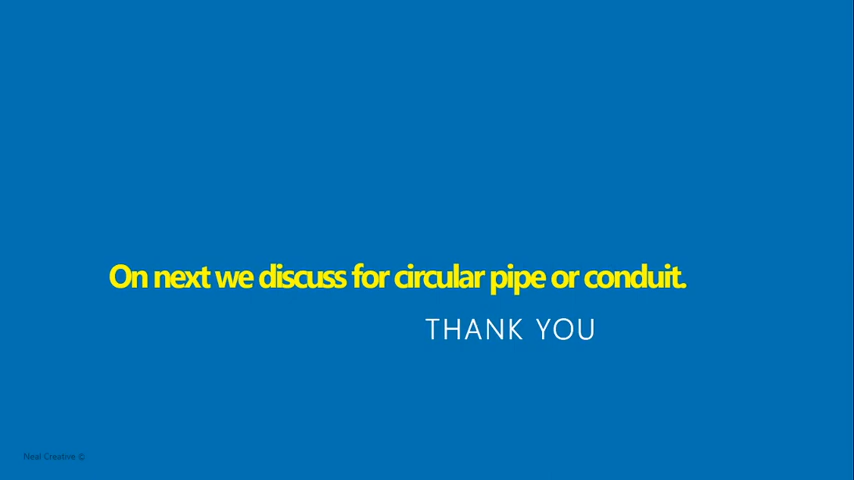 On next we discuss for circular pipe or conduit.
THANK YOU
Neal Creative ©